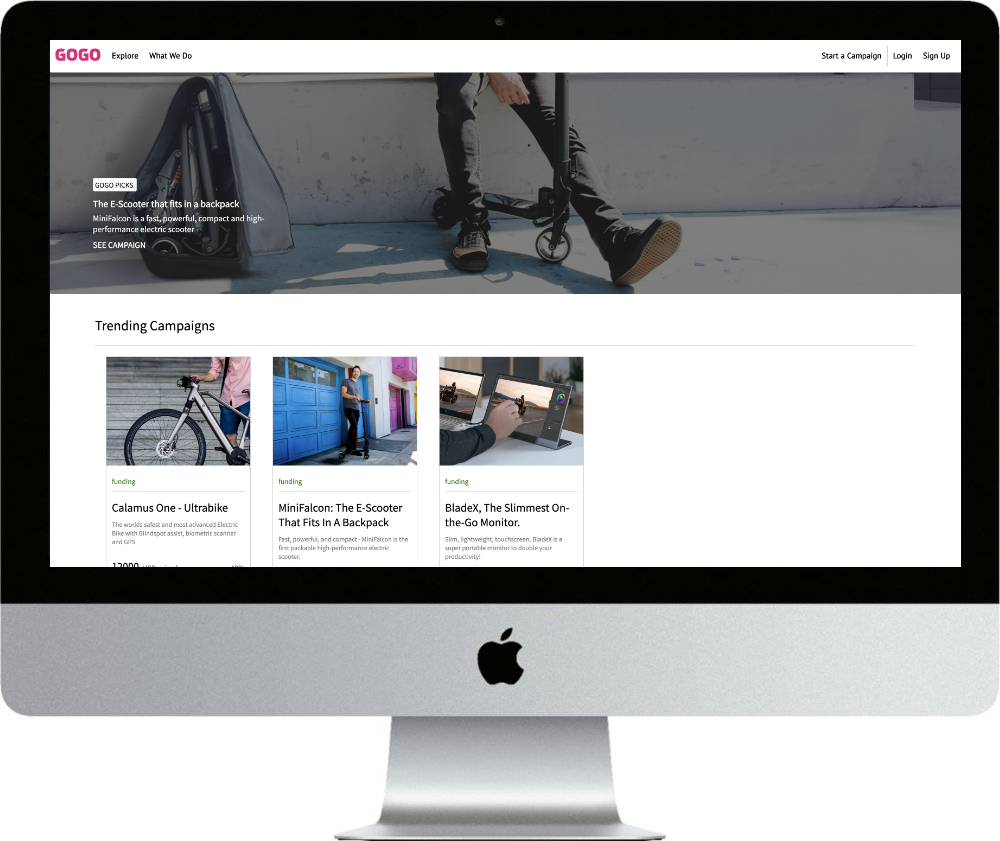 GOGO Explore What We Do Start a Campaign Login Sign Up
GOGO PICKS
The E-Scooter that fits in a backpack
MiniFalcon is a fast, powerful, compact and high-
performance electric scooter
SEE CAMPAIGN
Trending Campaigns
funding
Calamus One - Ultrabike
The worlds safest and most advanced Electric
Bike with Blindspot assist, biometric scanner
and GPS
12000
funding
MiniFalcon: The E-Scooter
That Fits In A Backpack
Fast, powerful, and compact - MiniFalcon is the
first packable high-performance electric
scooter.
funding
BladeX, The Slimmest On-
the-Go Monitor.
Slim, lightweight, touchscreen. BladeX is a
super portable monitor to double your
productivity!